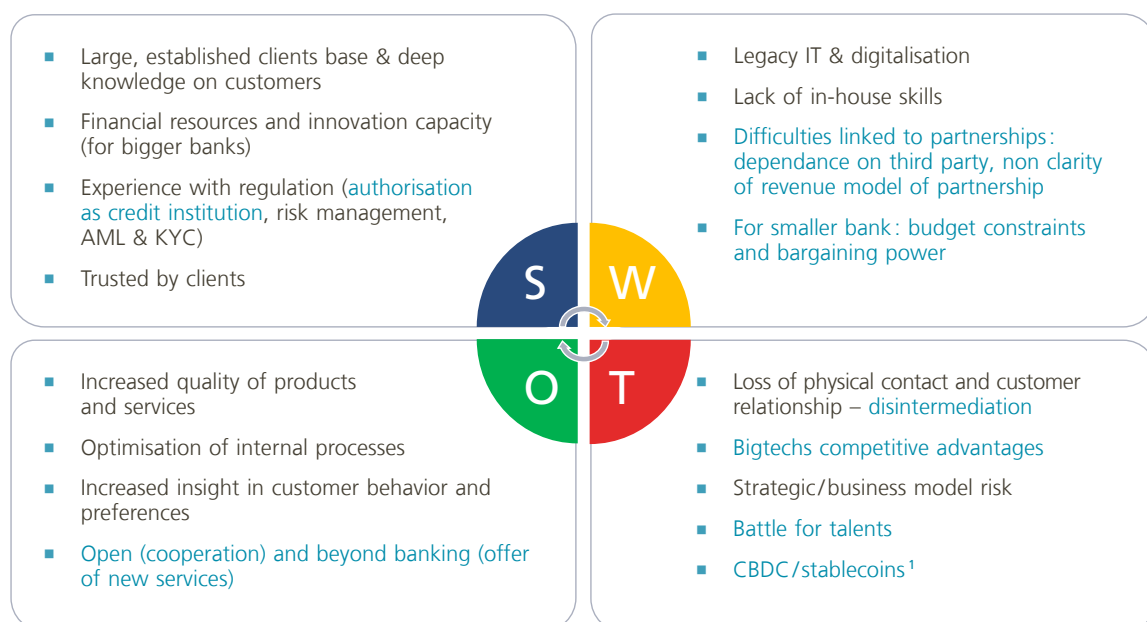 Large, established clients base & deep
knowledge on customers
Financial resources and innovation capacity
(for bigger banks)
Experience with regulation (authorisation
as credit institution, risk management,
AML & KYC)
Trusted by clients
Legacy IT & digitalisation
Lack of in-house skills
Difficulties linked to partnerships :
dependance on third party, non clarity
of revenue model of partnership
For smaller bank : budget constraints
and bargaining power
S
W
O
T
Increased quality of products
and services
Optimisation of internal processes
Increased insight in customer behavior and
preferences
Open (cooperation) and beyond banking (offer
of new services)
Loss of physical contact and customer
relationship – disintermediation
Bigtechs competitive advantages
Strategic / business model risk
Battle for talents
CBDC / stablecoins ¹